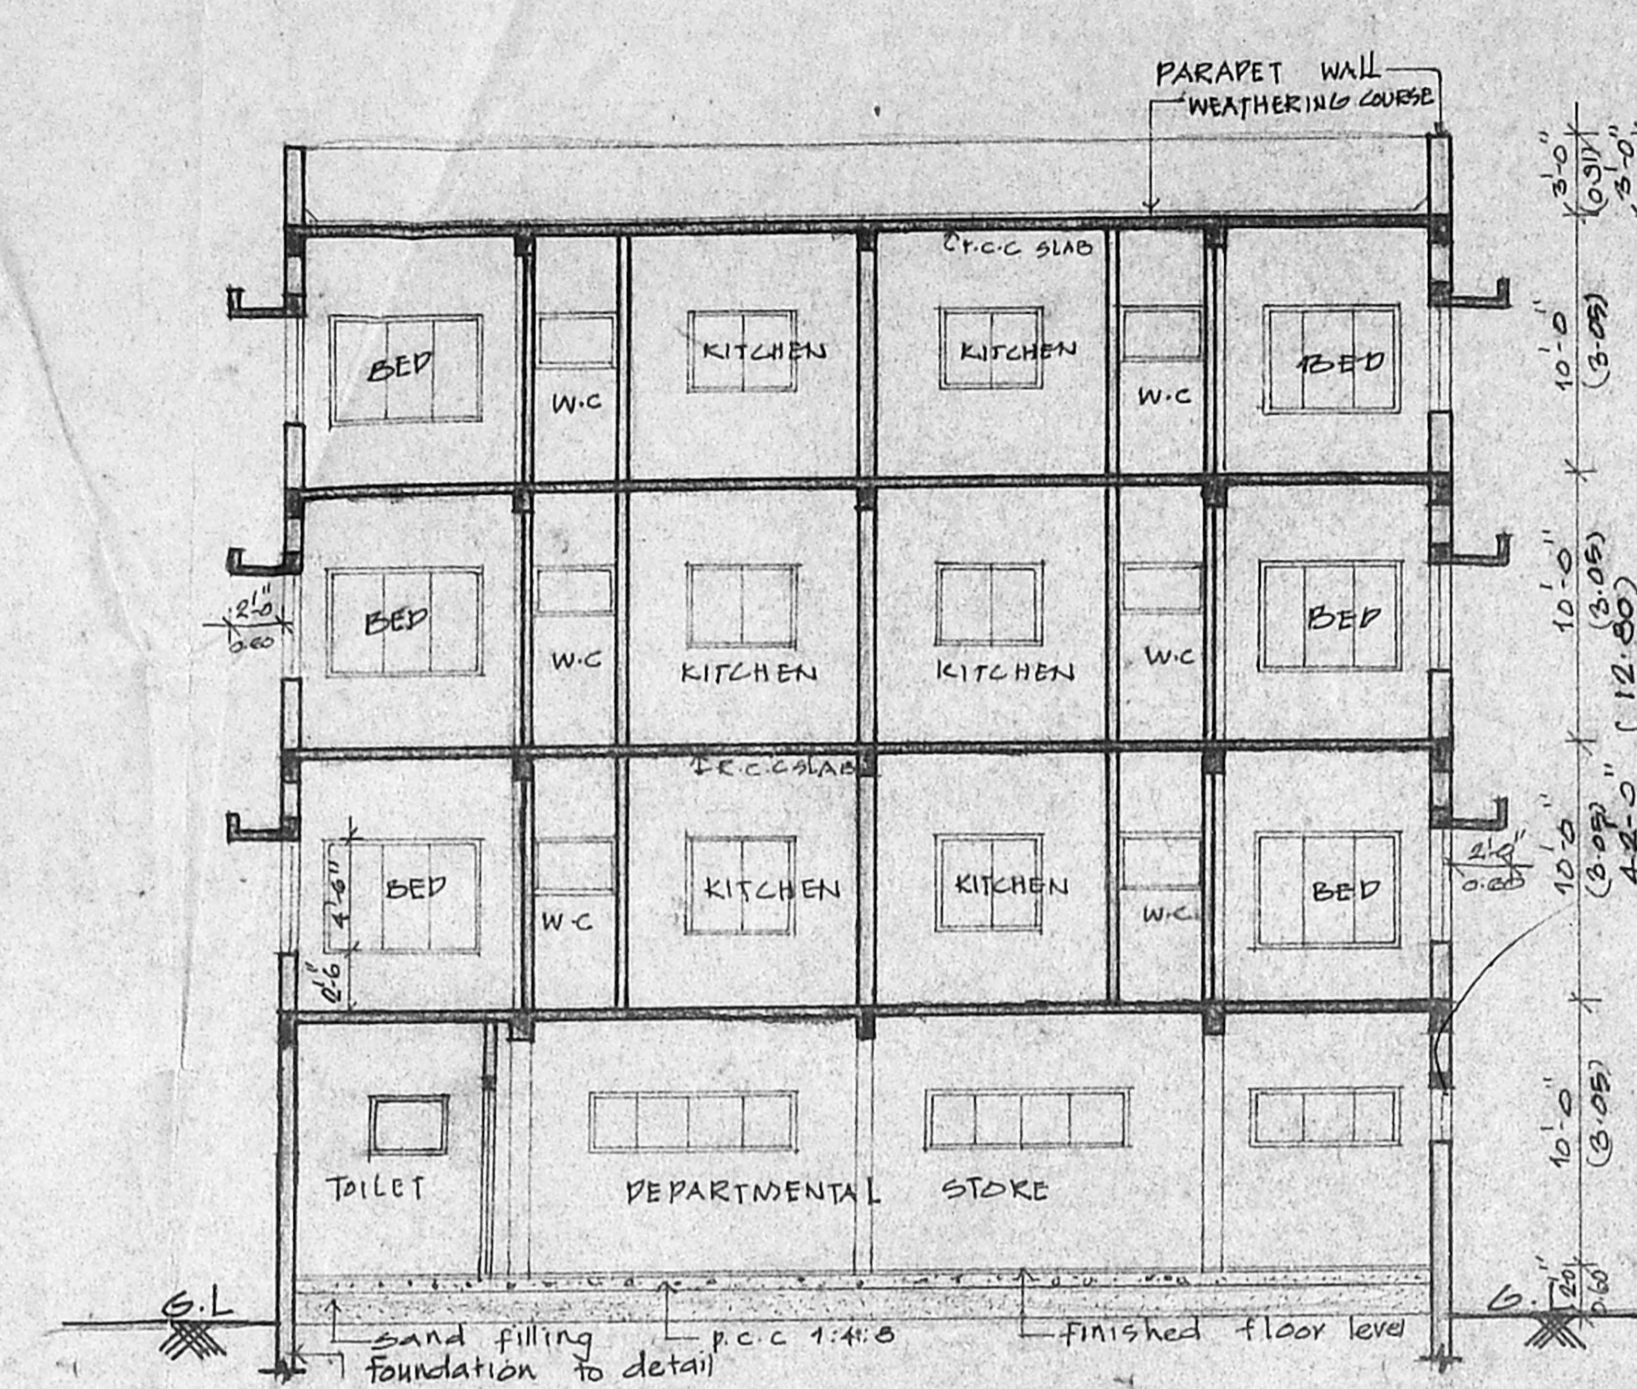 PARAPET WALL
WEATHERING COURSE
3'-0"
(0.91)
3'-0"
R.C.C SLAB
BED
W.C
KITCHEN
KITCHEN
W.C
BED
10'-0"
(3.05)
BED
W.C
KITCHEN
KITCHEN
W.C
BED
2'-0"
0.60
10'-0"
(3.05)
(12.80)
R.C.C SLAB
4'-6"
BED
W.C
KITCHEN
KITCHEN
W.C
BED
2'-0"
0.60
10'-0"
(3.05)
42'-0"
2'-6"
TOILET
DEPARTMENTAL STORE
10'-0"
(3.05)
G.L
0.60
sand filling
p.c.c 1:4:8
finished floor level
foundation to detail